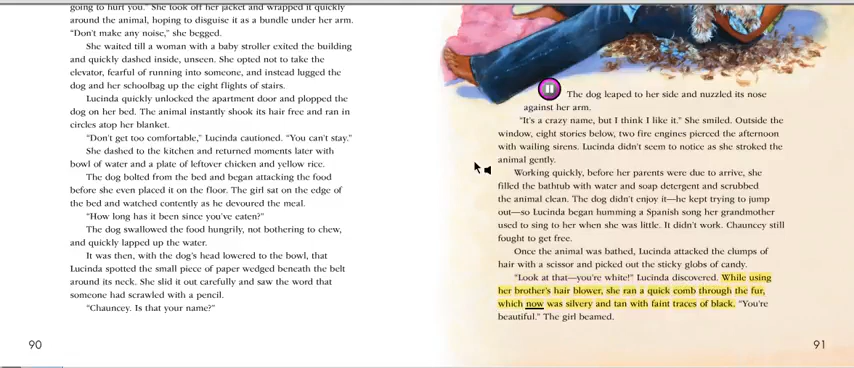 going to hurt you." She took off her jacket and wrapped it quickly
around the animal, hoping to disguise it as a bundle under her arm.
"Don't make any noise," she begged.
She waited till a woman with a baby stroller exited the building
and quickly dashed inside, unseen. She opted not to take the
elevator, fearful of running into someone, and instead lugged the
dog and her schoolbag up the eight flights of stairs.
Lucinda quickly unlocked the apartment door and plopped the
dog on her bed. The animal instantly shook its hair free and ran in
circles atop her blanket.
"Don't get too comfortable," Lucinda cautioned. "You can't stay."
She dashed to the kitchen and returned moments later with
bowl of water and a plate of leftover chicken and yellow rice.
The dog bolted from the bed and began attacking the food
before she even placed it on the floor. The girl sat on the edge of
the bed and watched contently as he devoured the meal.
"How long has it been since you've eaten?"
The dog swallowed the food hungrily, not bothering to chew,
and quickly lapped up the water.
It was then, with the dog's head lowered to the bowl, that
Lucinda spotted the small piece of paper wedged beneath the belt
around its neck. She slid it out carefully and saw the word that
someone had scrawled with a pencil.
"Chauncey. Is that your name?"
90
The dog leaped to her side and nuzzled its nose
against her arm.
"It's a crazy name, but I think I like it." She smiled. Outside the
window, eight stories below, two fire engines pierced the afternoon
with wailing sirens. Lucinda didn't seem to notice as she stroked the
animal gently.
Working quickly, before her parents were due to arrive, she
filled the bathtub with water and soap detergent and scrubbed
the animal clean. The dog didn't enjoy it—he kept trying to jump
out—so Lucinda began humming a Spanish song her grandmother
used to sing to her when she was little. It didn't work. Chauncey still
fought to get free.
Once the animal was bathed, Lucinda attacked the clumps of
hair with a scissor and picked out the sticky globs of candy.
"Look at that—you're white!" Lucinda discovered. While using
her brother's hair blower, she ran a quick comb through the fur,
which now was silvery and tan with faint traces of black. "You're
beautiful." The girl beamed.
91